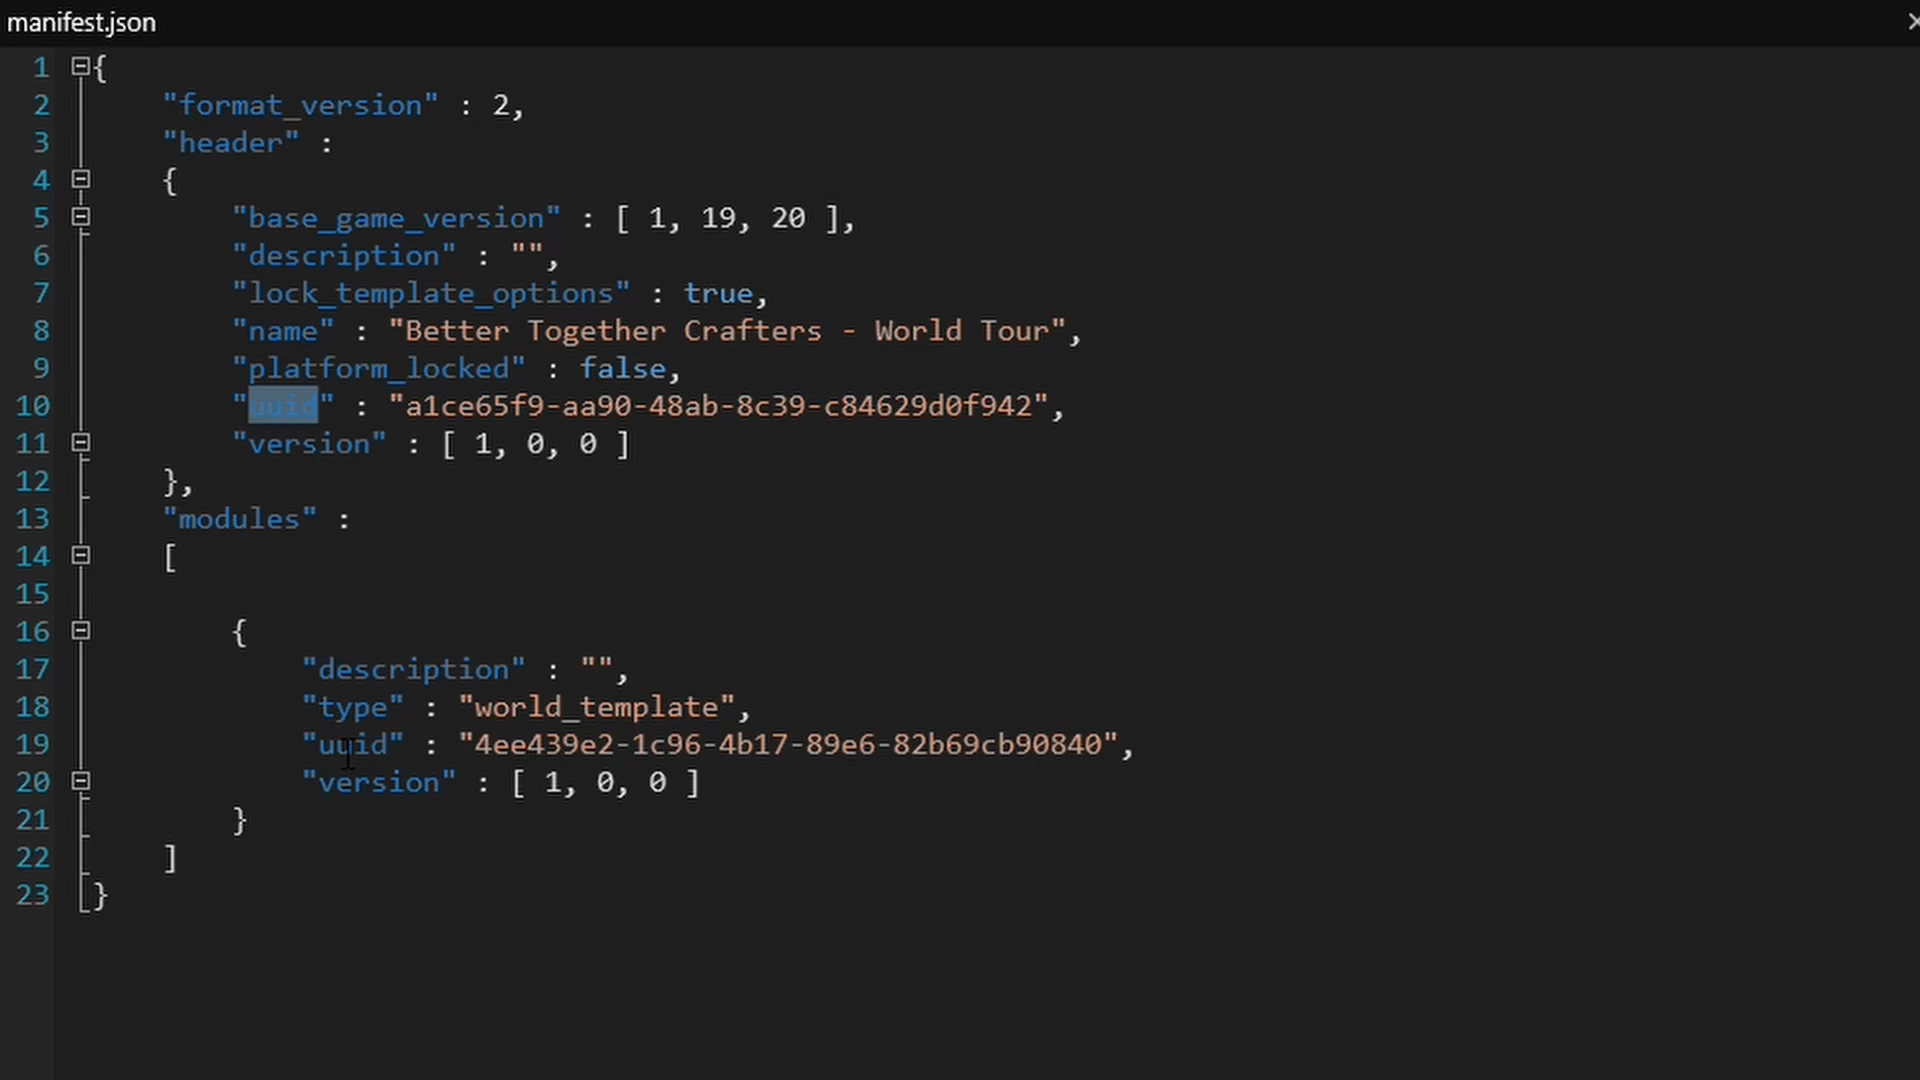 manifest.json
1 {
2 "format_version" : 2,
3 "header" :
4 {
5 "base_game_version" : [ 1, 19, 20 ],
6 "description" : "",
7 "lock_template_options" : true,
8 "name" : "Better Together Crafters - World Tour",
9 "platform_locked" : false,
10 "uuid" : "a1ce65f9-aa90-48ab-8c39-c84629d0f942",
11 "version" : [ 1, 0, 0 ]
12 },
13 "modules" :
14 [
15
16 {
17 "description" : "",
18 "type" : "world_template",
19 "uuid" : "4ee439e2-1c96-4b17-89e6-82b69cb90840",
20 "version" : [ 1, 0, 0 ]
21 }
22 ]
23 }